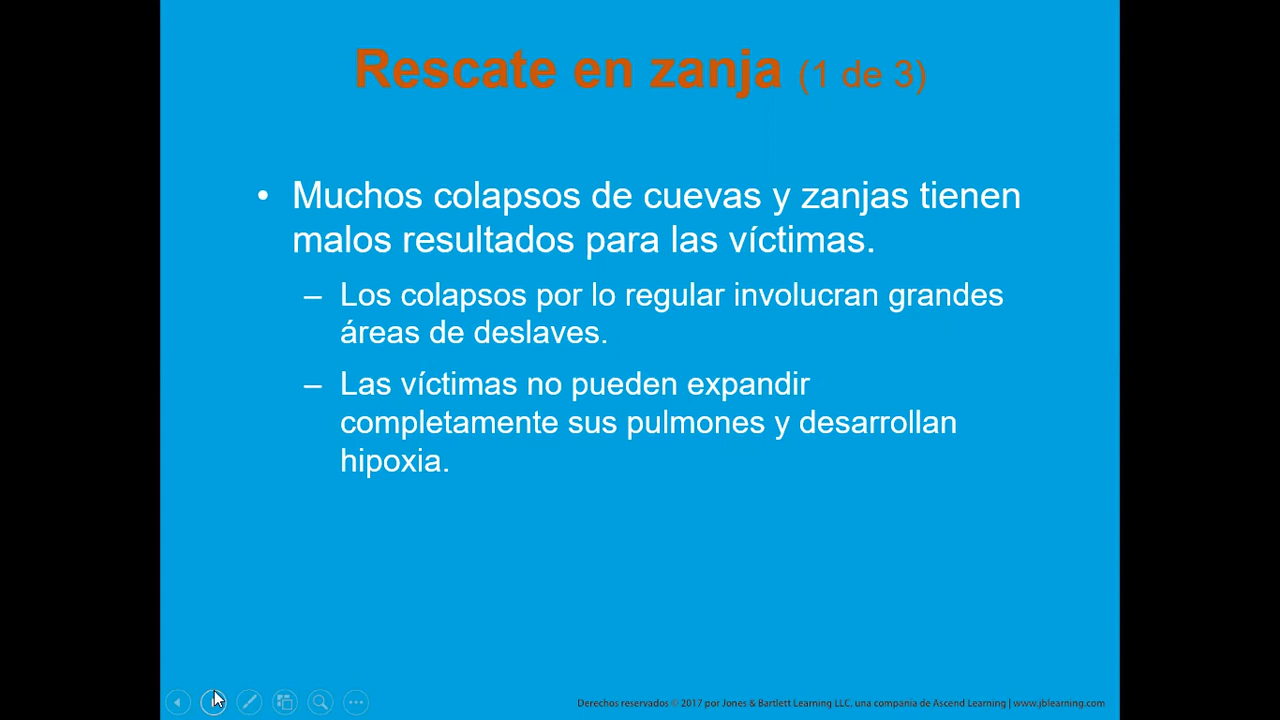 Rescate en zanja (1 de 3)
• Muchos colapsos de cuevas y zanjas tienen
malos resultados para las víctimas.
– Los colapsos por lo regular involucran grandes
áreas de deslaves.
– Las víctimas no pueden expandir
completamente sus pulmones y desarrollan
hipoxia.
Derechos reservados © 2017 por Jones & Bartlett Learning LLC. una compañía de Ascend Learning | www.jblearning.com